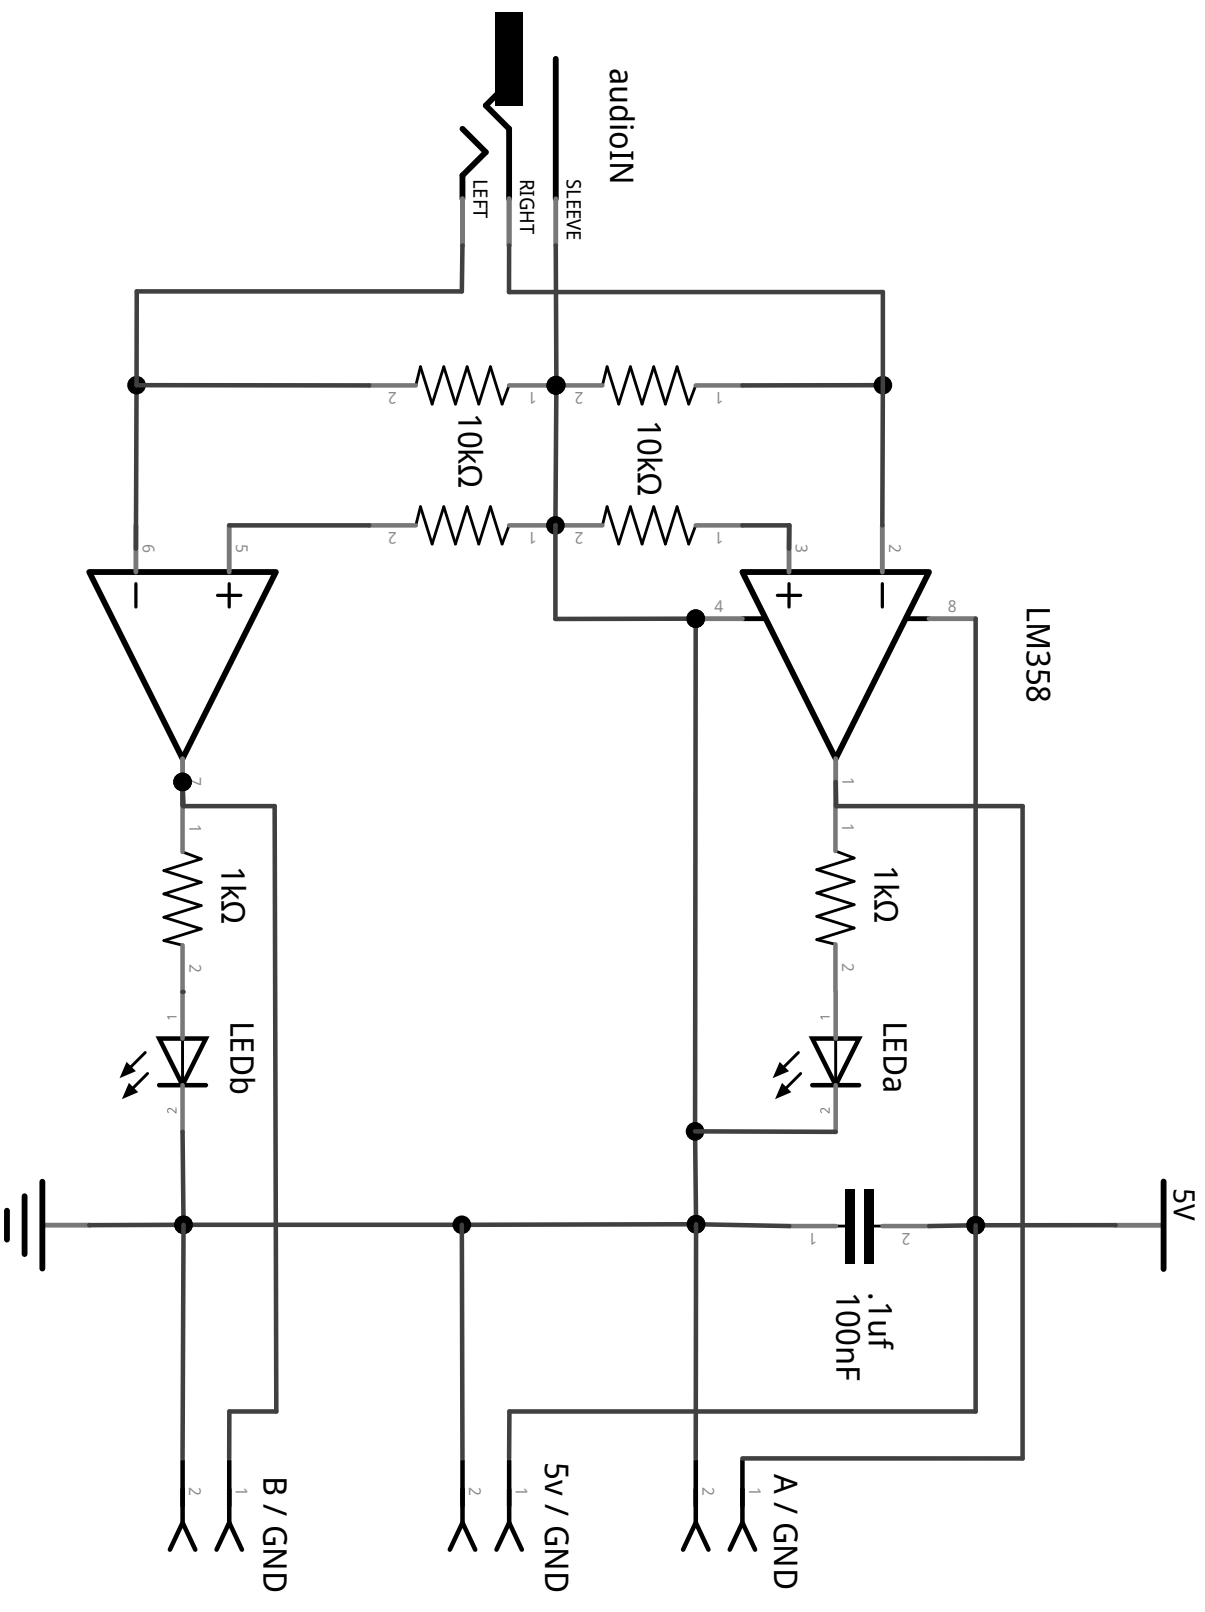 audioIN
SLEEVE
RIGHT
LEFT
2
1
2
1
10kΩ
10kΩ
2
1
2
1
6
5
3
2
−
+
+
−
4
8
LM358
7
1
1
1
1kΩ
1kΩ
2
2
1
1
LEDb
LEDa
2
2
5V
1
2
.1uf
100nF
B / GND
5v / GND
A / GND
2
1
2
1
2
1